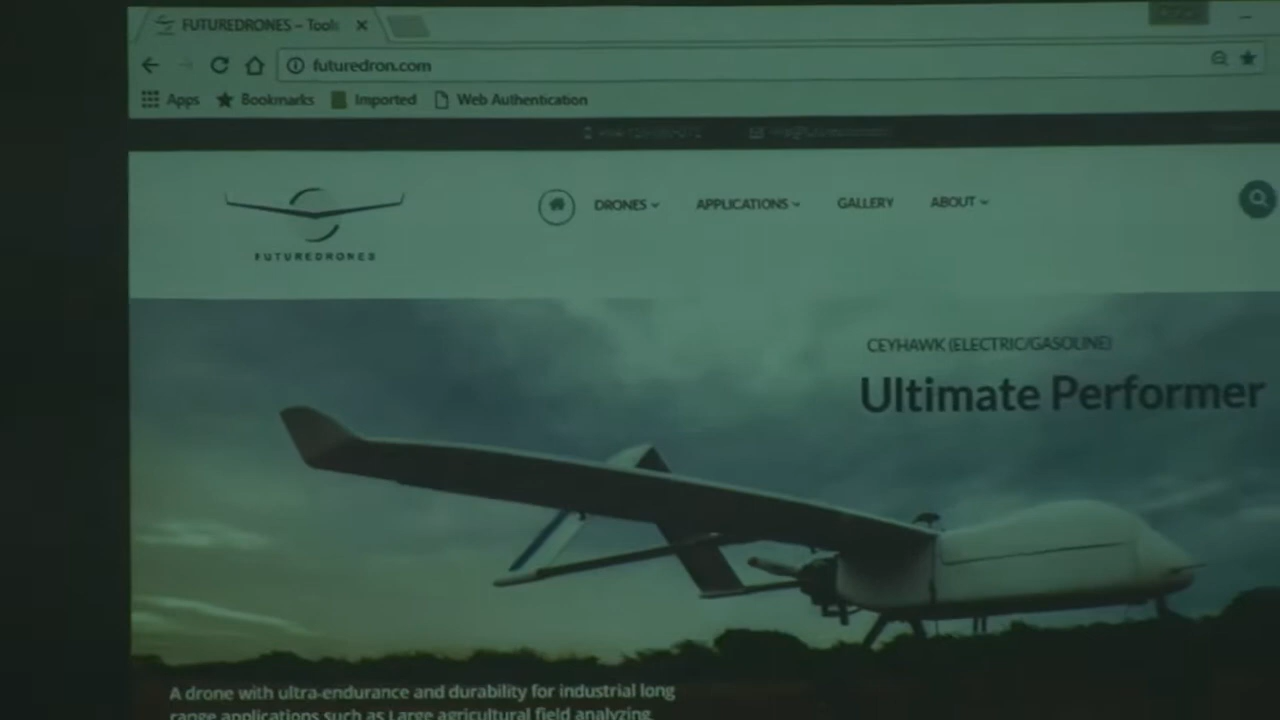 FUTUREDRONES – Tools
futuredron.com
Apps Bookmarks Imported Web Authentication
DRONES APPLICATIONS GALLERY ABOUT
FUTUREDRONES
CEYHAWK (ELECTRIC/GASOLINE)
Ultimate Performer
A drone with ultra-endurance and durability for industrial long
range applications such as Large agricultural field analyzing,